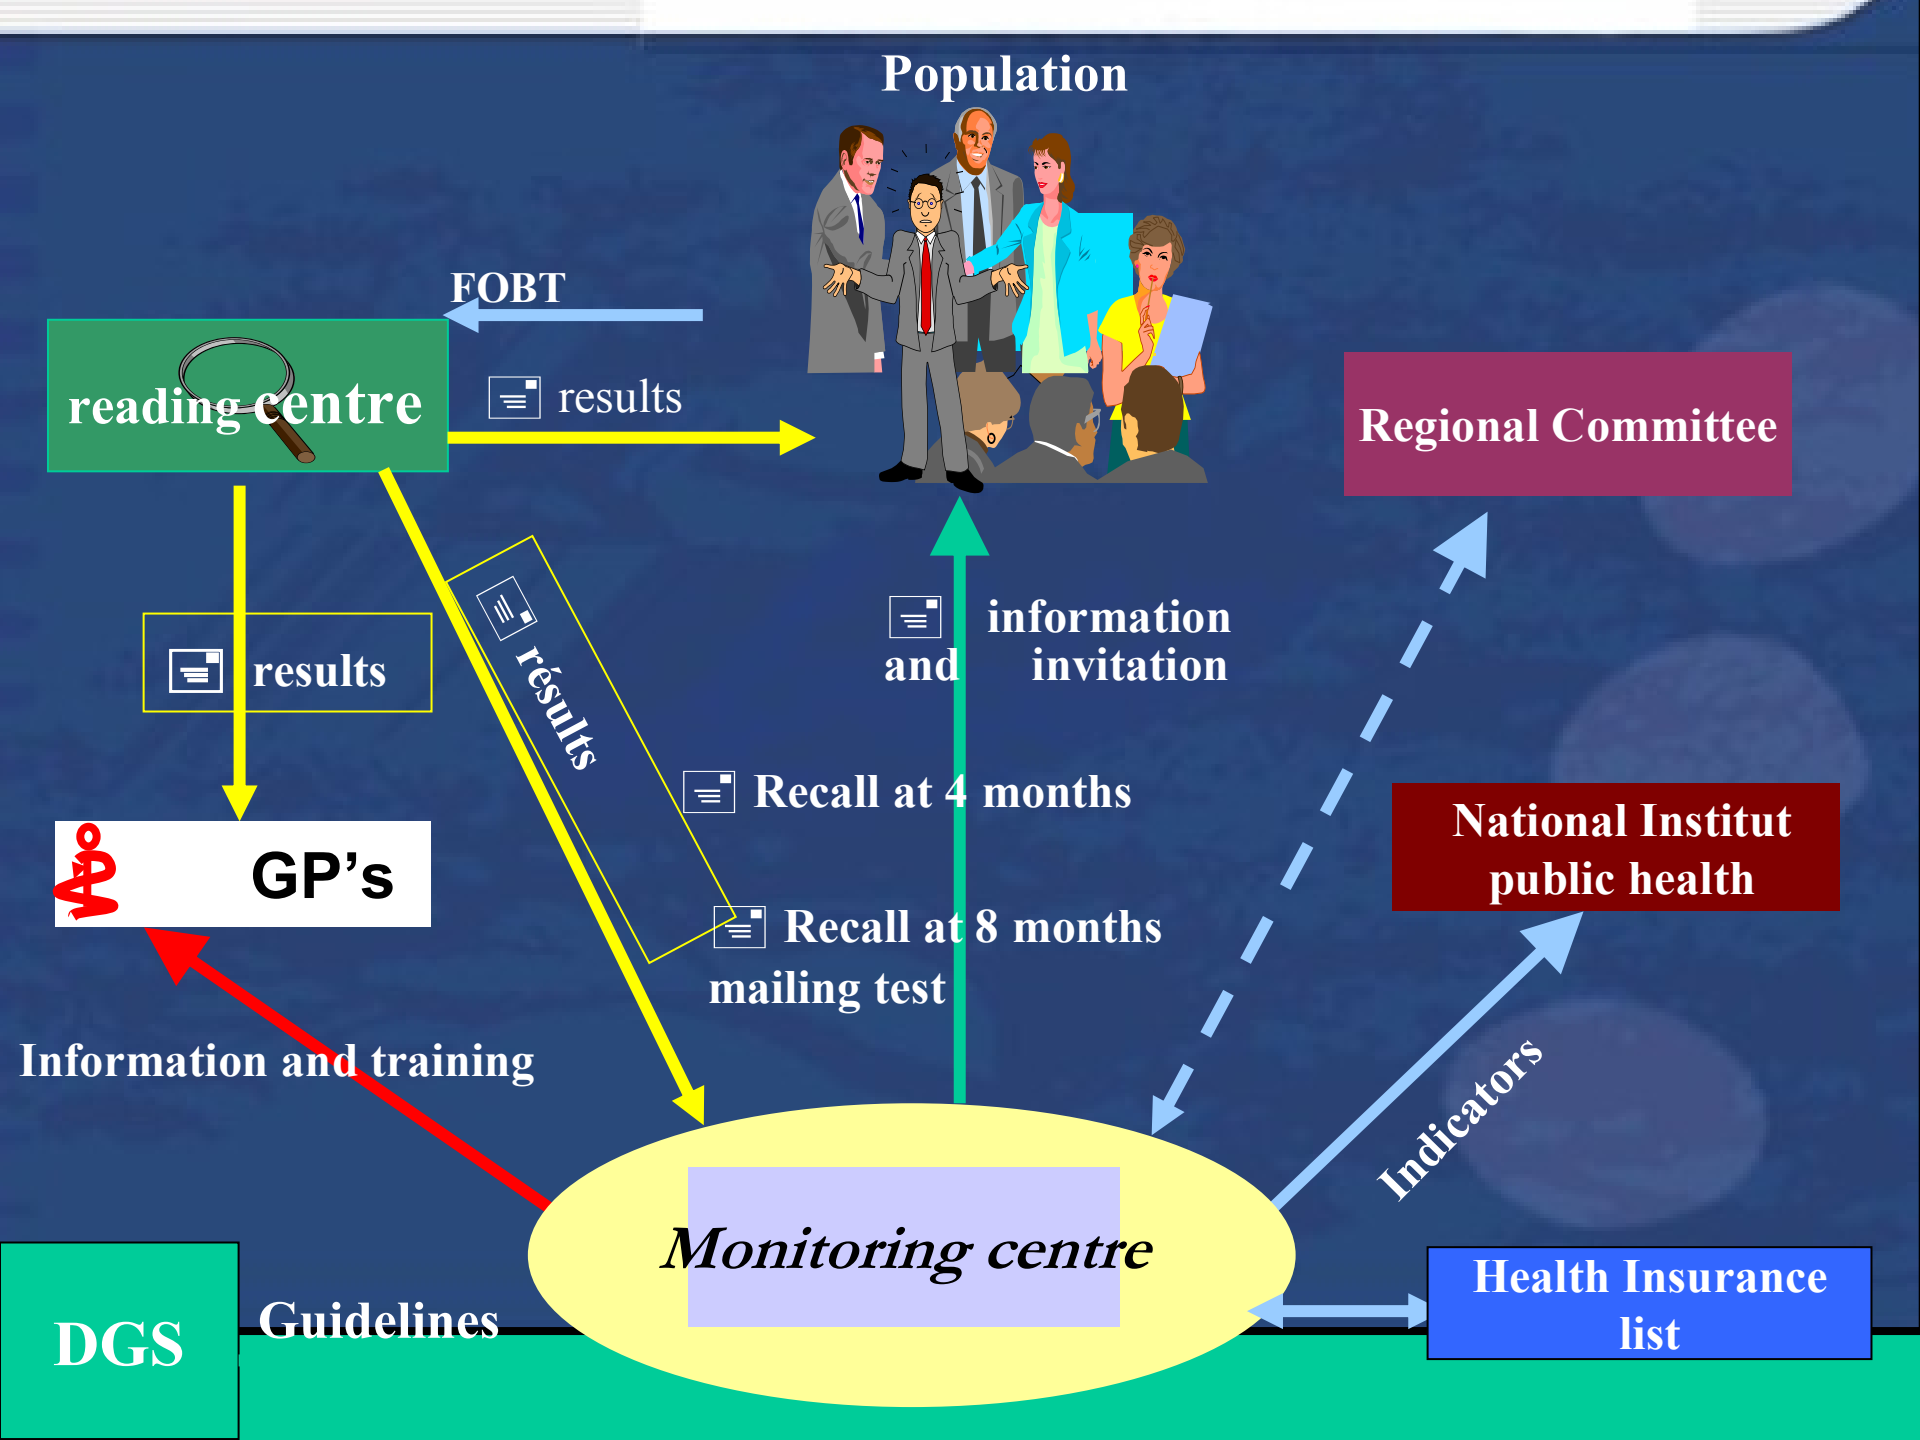 Population
FOBT
reading centre
results
Regional Committee
results
résults
information
and invitation
Recall at 4 months
Recall at 8 months
mailing test
GP’s
National Institut
public health
Information and training
Indicators
Monitoring centre
Health Insurance
list
DGS
Guidelines